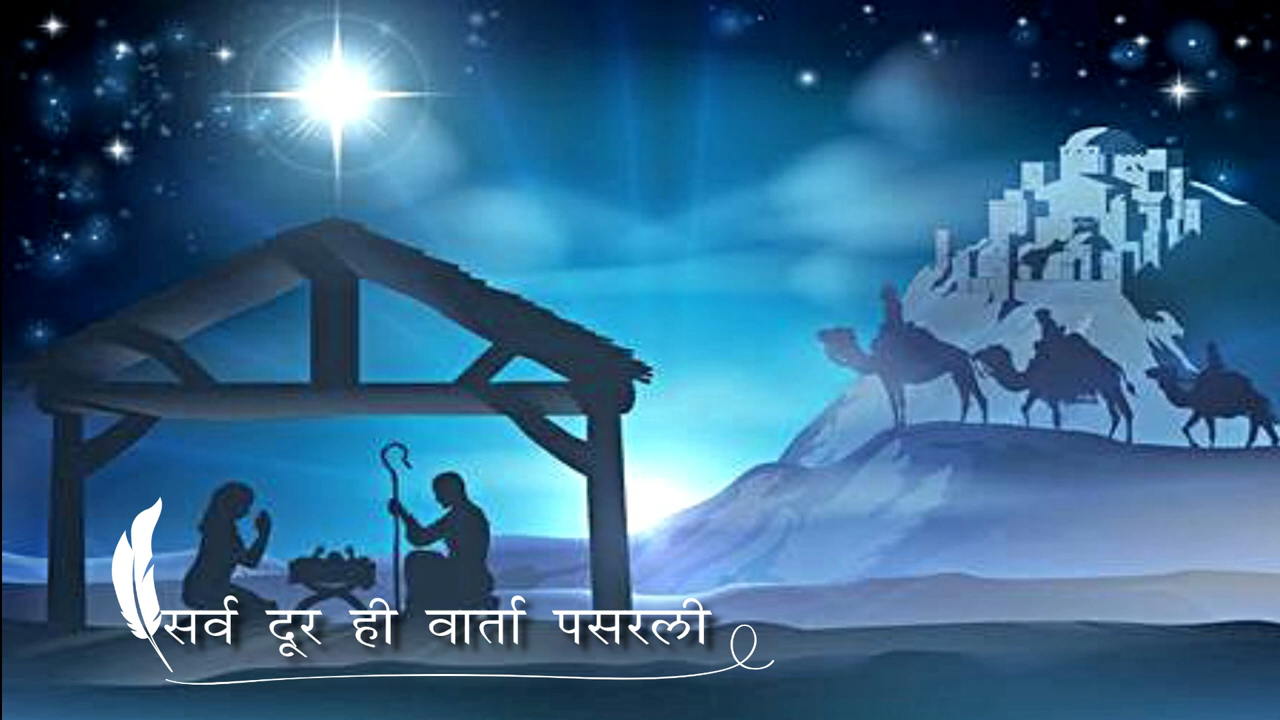 सर्व दूर ही वार्ता पसरली